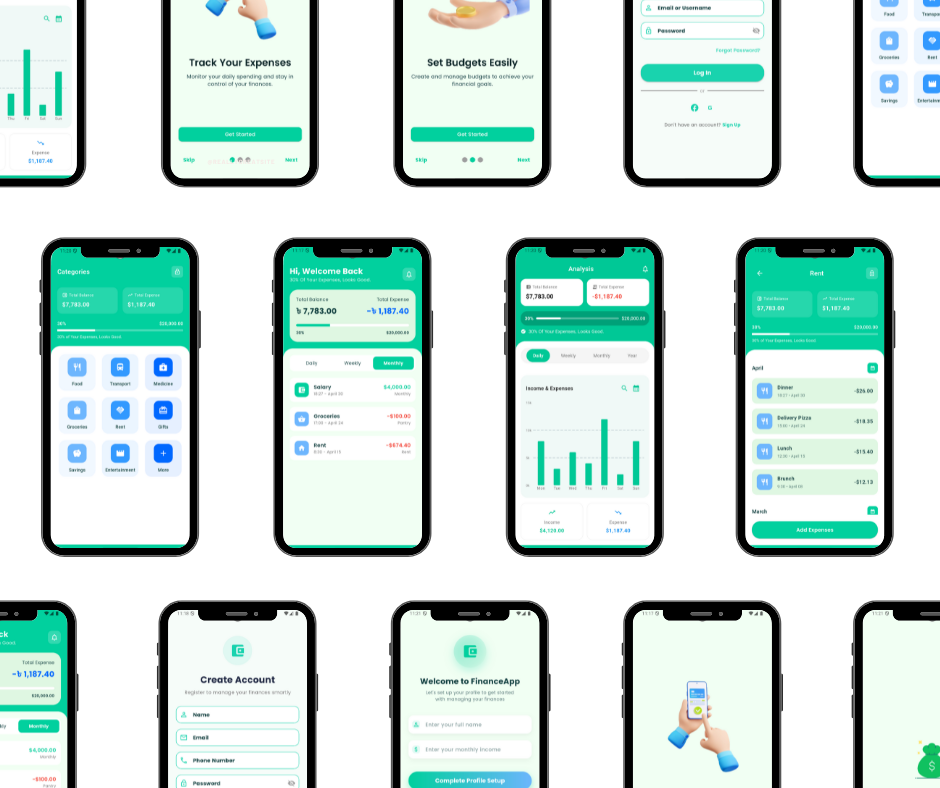 Thu
Fri
Sat
Sun
Expense
$1,187.40
Track Your Expenses
Monitor your daily spending and stay in
control of your finances.
Get Started
Skip
Next
Set Budgets Easily
Create and manage budgets to achieve your
financial goals.
Get Started
Skip
Next
Email or Username
Password
Forgot Password?
Log In
or
G
Don't have an account? Sign Up
Food
Groceries
Rent
Savings
Categories
Total Balance
$7,783.00
Total Expense
$1,187.40
30%
$20,000.00
30% of Your Expenses, Looks Good
Food
Transport
Medicine
Groceries
Rent
Gifts
Savings
Entertainment
More
Hi, Welcome Back
30% Of Your Expenses, Looks Good.
Total Balance
Total Expense
৳ 7,783.00
-৳ 1,187.40
30%
$20,000.00
Daily
Weekly
Monthly
Salary
$4,000.00
18:27 - April 30
Monthly
Groceries
-$100.00
17:00 - April 24
Pantry
Rent
-$674.40
8:30 - April 15
Rent
Analysis
Total Balance
Total Expense
$7,783.00
-$1,187.40
30%
$20,000.00
30% Of Your Expenses, Looks Good.
Daily
Weekly
Monthly
Year
Income & Expenses
15k
10k
5k
0k
Mon
Tue
Wed
Thu
Fri
Sat
Sun
Income
$4,120.00
Expense
$1,187.40
Rent
Total Balance
$7,783.00
Total Expense
$1,187.40
30%
$20,000.00
30% of Your Expenses, Looks Good
April
Dinner
-$26.00
18:27 - April 30
Delivery Pizza
-$18.35
15:00 - April 24
Lunch
-$15.40
12:30 - April 15
Brunch
-$12.13
9:30 - April 08
March
Add Expenses
Total Expense
-৳ 1,187.40
$20,000.00
Monthly
$4,000.00
Monthly
-$100.00
Pantry
Create Account
Register to manage your finances smartly
Name
Email
Phone Number
Password
Welcome to FinanceApp
Let's set up your profile to get started
with managing your finances
Enter your full name
$
Enter your monthly income
Complete Profile Setup
$